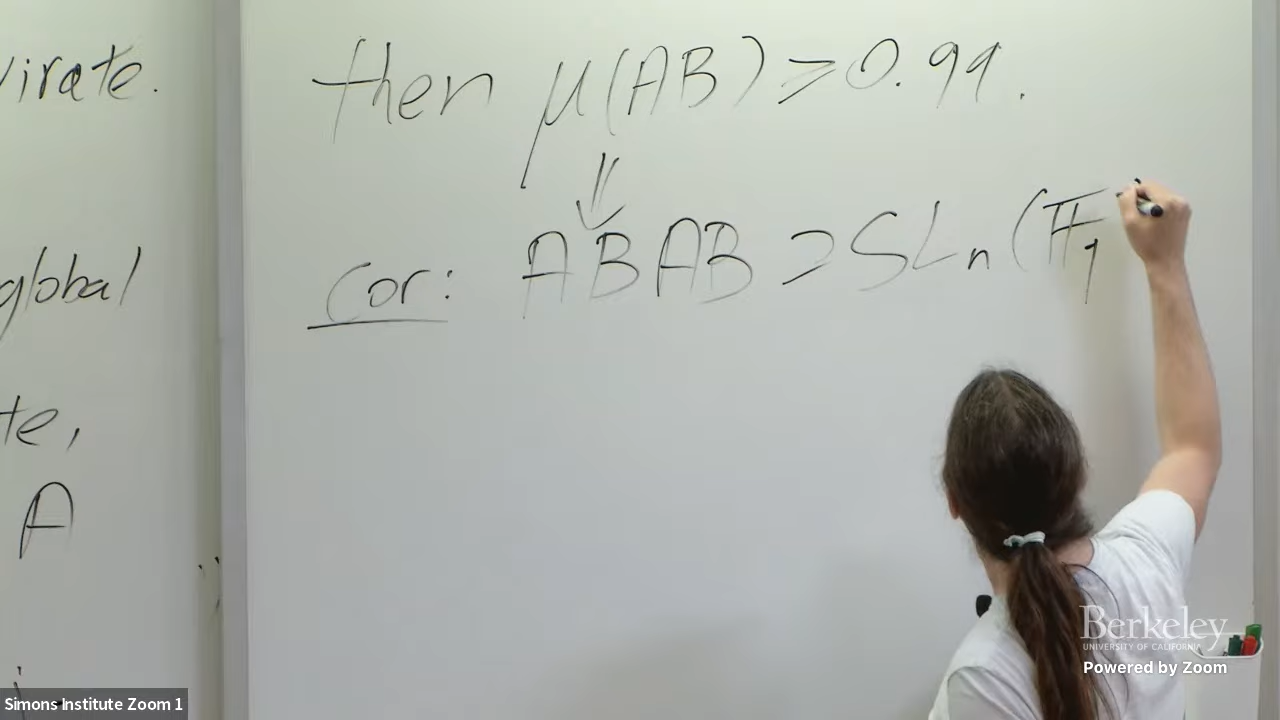 virate.
then μ(AB) ≥ 0.99.
⇓
global
cor: ABAB ⊇ SLn(𝔽q
te,
A
Berkeley
UNIVERSITY OF CALIFORNIA
Powered by Zoom
Simons Institute Zoom 1